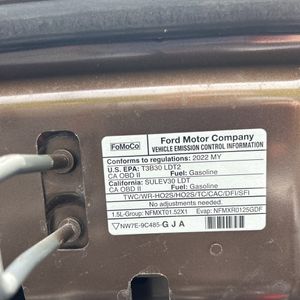 FoMoCo
Ford Motor Company
VEHICLE EMISSION CONTROL INFORMATION
Conforms to regulations: 2022 MY
U.S. EPA: T3B30 LDT2
CA OBD II Fuel: Gasoline
California: SULEV30 LDT
CA OBD II Fuel: Gasoline
TWC/WR-HO2S/HO2S/TC/CAC/DFI/SFI
No adjustments needed.
1.5L-Group: NFMXT01.52X1 Evap: NFMXR0125GDF
NW7E-9C485-G J A